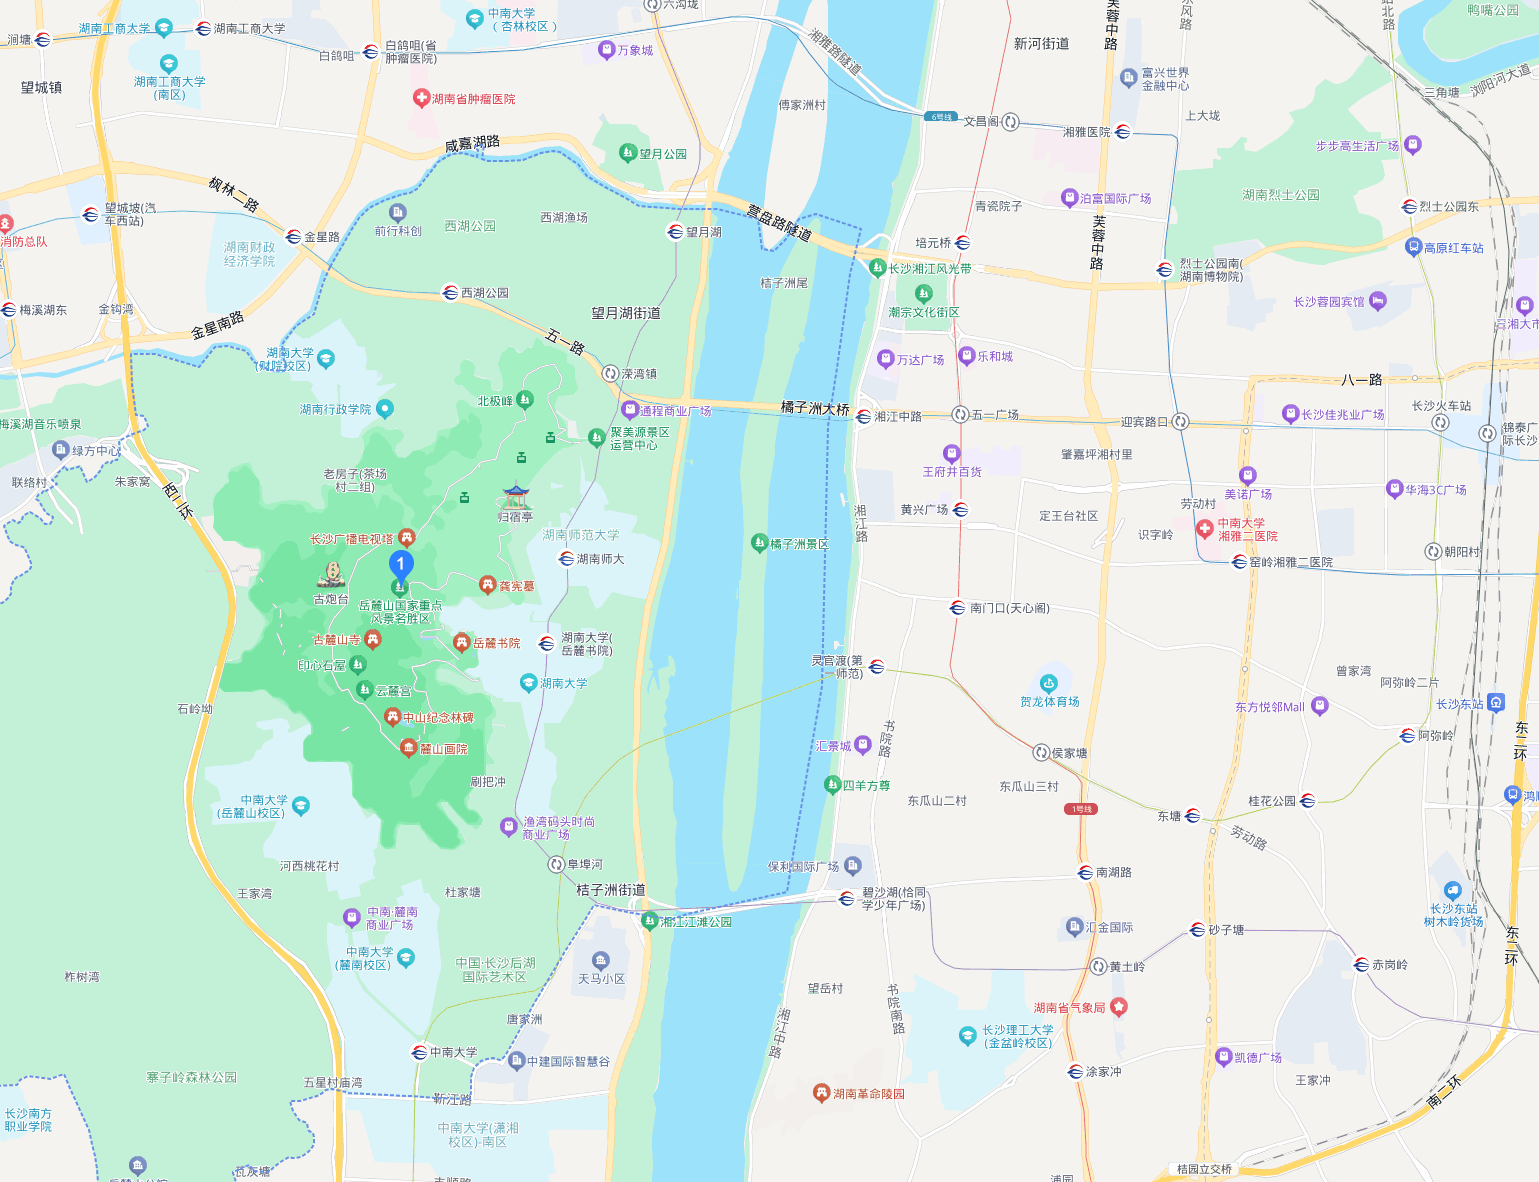 六沟垅
中南大学
（杏林校区）
湖南工商大学
湖南工商大学
涧塘
白鸽咀
白鸽咀(省
肿瘤医院)
万象城
湘雅路隧道
新河街道
芙蓉中路
东风路
鸭嘴公园
望城镇
湖南工商大学
(南区)
湖南省肿瘤医院
傅家洲村
富兴世界
金融中心
三角塘
浏阳河大道
6号线
文昌阁
湘雅医院
上大垅
咸嘉湖路
望月公园
步步高生活广场
枫林二路
望城坡(汽
车西站)
前行科创
西湖公园
西湖渔场
营盘路隧道
青瓷院子
泊富国际广场
湖南烈士公园
烈士公园东
消防总队
金星路
湖南财政
经济学院
望月湖
培元桥
芙蓉中路
高原红车站
长沙湘江风光带
烈士公园南(
湖南博物院)
桔子洲尾
梅溪湖东
金钩湾
西湖公园
潮宗文化街区
长沙蓉园宾馆
金星南路
望月湖街道
五一路
湖南大学
(财院校区)
万达广场
乐和城
溁湾镇
八一路
北极峰
湖南行政学院
通程商业广场
橘子洲大桥
湘江中路
五一广场
迎宾路口
长沙佳兆业广场
长沙火车站
梅溪湖音乐喷泉
绿方中心
聚美源景区
运营中心
锦泰广
际长沙
朱家窝
联络村
西二环
老房子(茶场
村二组)
王府井百货
肇嘉坪湘村里
美诺广场
华海3C广场
归宿亭
湘江路
黄兴广场
定王台社区
劳动村
识字岭
中南大学
湘雅二医院
长沙广播电视塔
湖南师范大学
湖南师大
橘子洲景区
窑岭湘雅二医院
朝阳村
1
古炮台
岳麓山国家重点
风景名胜区
龚宪墓
南门口(天心阁)
古麓山寺
岳麓书院
湖南大学(
岳麓书院)
印心石屋
云麓宫
湖南大学
灵官渡(第
一师范)
曾家湾
阿弥岭二片
贺龙体育场
东方悦邻Mall
长沙东站
石岭坳
中山纪念林碑
麓山画院
书院路
汇景城
侯家塘
阿弥岭
东二环
刷把冲
四羊方尊
东瓜山二村
东瓜山三村
桂花公园
中南大学
(岳麓山校区)
渔湾码头时尚
商业广场
1号线
东塘
劳动路
河西桃花村
阜埠河
保利国际广场
南湖路
王家湾
杜家塘
桔子洲街道
碧沙湖(恰同
学少年广场)
长沙东站
树木岭货场
中南·麓南
商业广场
湘江江滩公园
汇金国际
砂子塘
东二环
中南大学
(麓南校区)
中国·长沙后湖
国际艺术区
天马小区
黄土岭
赤岗岭
柞树湾
望岳村
书院南路
湖南省气象局
唐家洲
湘江中路
长沙理工大学
(金盆岭校区)
中南大学
中建国际智慧谷
凯德广场
寨子岭森林公园
五星村庙湾
涂家冲
王家冲
靳江路
湖南革命陵园
南二环
长沙南方
职业学院
中南大学(潇湘
校区)-南区
瓦灰塘
桔园立交桥